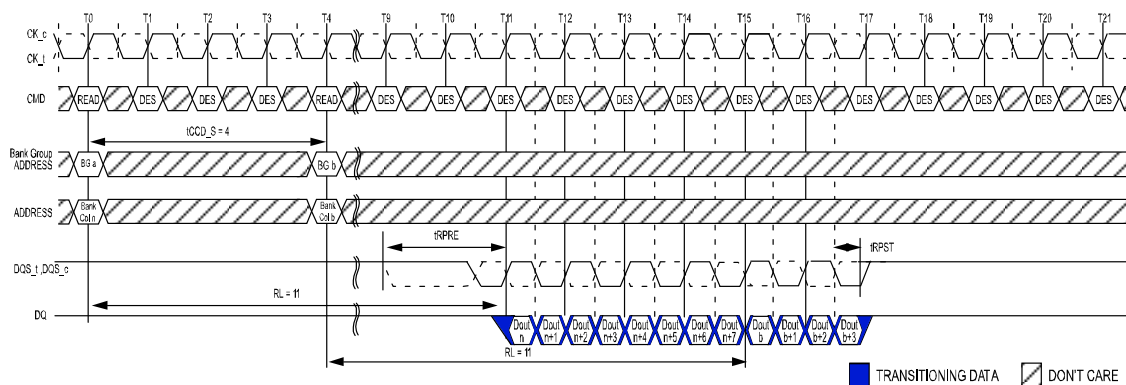 T0 T1 T2 T3 T4 T9 T10 T11 T12 T13 T14 T15 T16 T17 T18 T19 T20 T21
CK_c
CK_t
CMD READ DES DES DES READ DES DES DES DES DES DES DES DES DES DES DES DES DES
tCCD_S = 4
Bank Group
ADDRESS BG a BG b
ADDRESS Bank Col n Bank Col b
tRPRE tRPST
DQS_t ,DQS_c
RL = 11
DQ Dout n Dout n+1 Dout n+2 Dout n+3 Dout n+4 Dout n+5 Dout n+6 Dout n+7 Dout b Dout b+1 Dout b+2 Dout b+3
RL = 11
TRANSITIONING DATA DON'T CARE